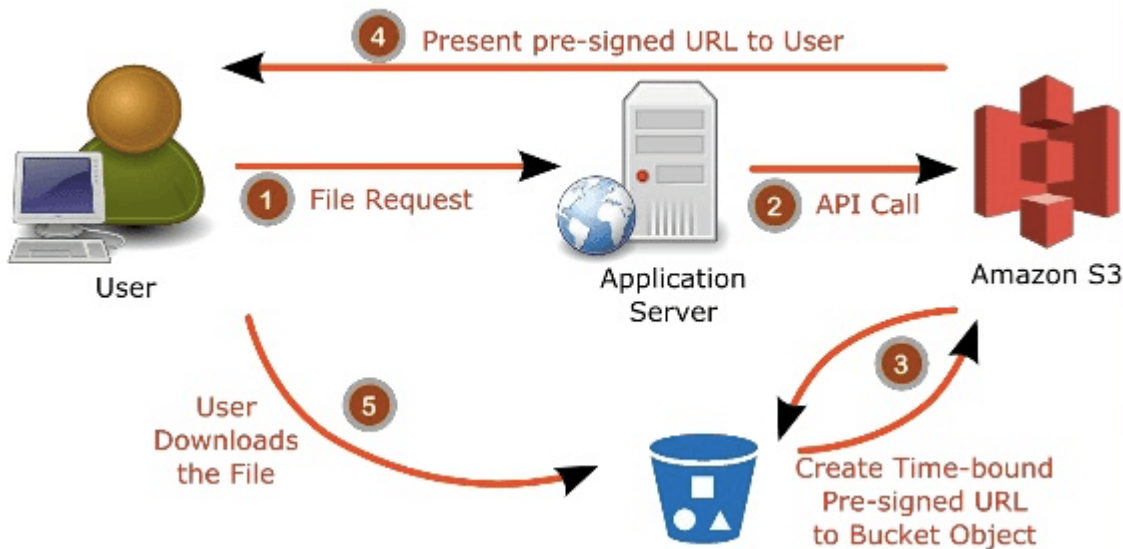 4 Present pre-signed URL to User
1 File Request
2 API Call
User
Application
Server
Amazon S3
3
5
User
Downloads
the File
Create Time-bound
Pre-signed URL
to Bucket Object